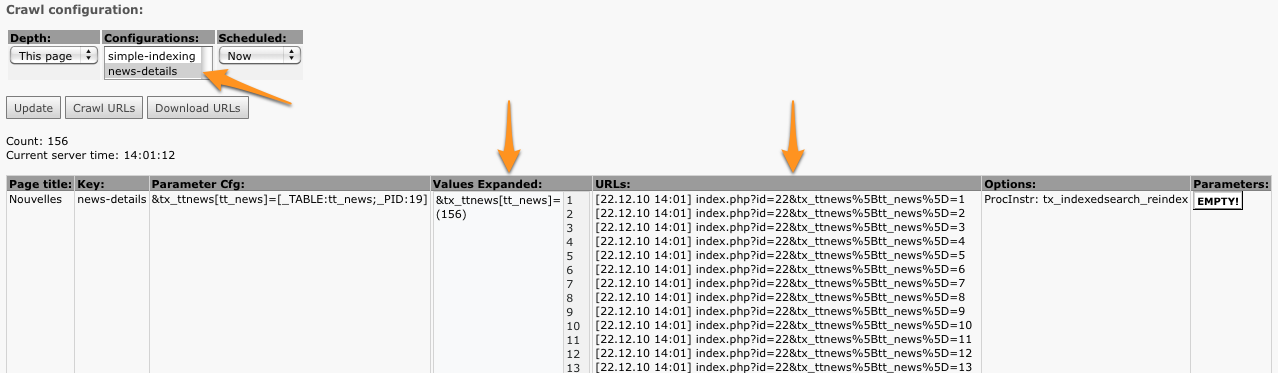 Crawl configuration:
Depth: Configurations: Scheduled:
This page simple-indexing Now
news-details
Update Crawl URLs Download URLs
Count: 156
Current server time: 14:01:12
Page title: Key: Parameter Cfg: Values Expanded: URLs: Options: Parameters:
Nouvelles news-details &tx_ttnews[tt_news]=[_TABLE:tt_news;_PID:19] &tx_ttnews[tt_news]= 1 [22.12.10 14:01] index.php?id=22&tx_ttnews%5Btt_news%5D=1 ProcInstr: tx_indexedsearch_reindex EMPTY!
(156) 2 [22.12.10 14:01] index.php?id=22&tx_ttnews%5Btt_news%5D=2
3 [22.12.10 14:01] index.php?id=22&tx_ttnews%5Btt_news%5D=3
4 [22.12.10 14:01] index.php?id=22&tx_ttnews%5Btt_news%5D=4
5 [22.12.10 14:01] index.php?id=22&tx_ttnews%5Btt_news%5D=5
6 [22.12.10 14:01] index.php?id=22&tx_ttnews%5Btt_news%5D=6
7 [22.12.10 14:01] index.php?id=22&tx_ttnews%5Btt_news%5D=7
8 [22.12.10 14:01] index.php?id=22&tx_ttnews%5Btt_news%5D=8
9 [22.12.10 14:01] index.php?id=22&tx_ttnews%5Btt_news%5D=9
10 [22.12.10 14:01] index.php?id=22&tx_ttnews%5Btt_news%5D=10
11 [22.12.10 14:01] index.php?id=22&tx_ttnews%5Btt_news%5D=11
12 [22.12.10 14:01] index.php?id=22&tx_ttnews%5Btt_news%5D=12
13 [22.12.10 14:01] index.php?id=22&tx_ttnews%5Btt_news%5D=13